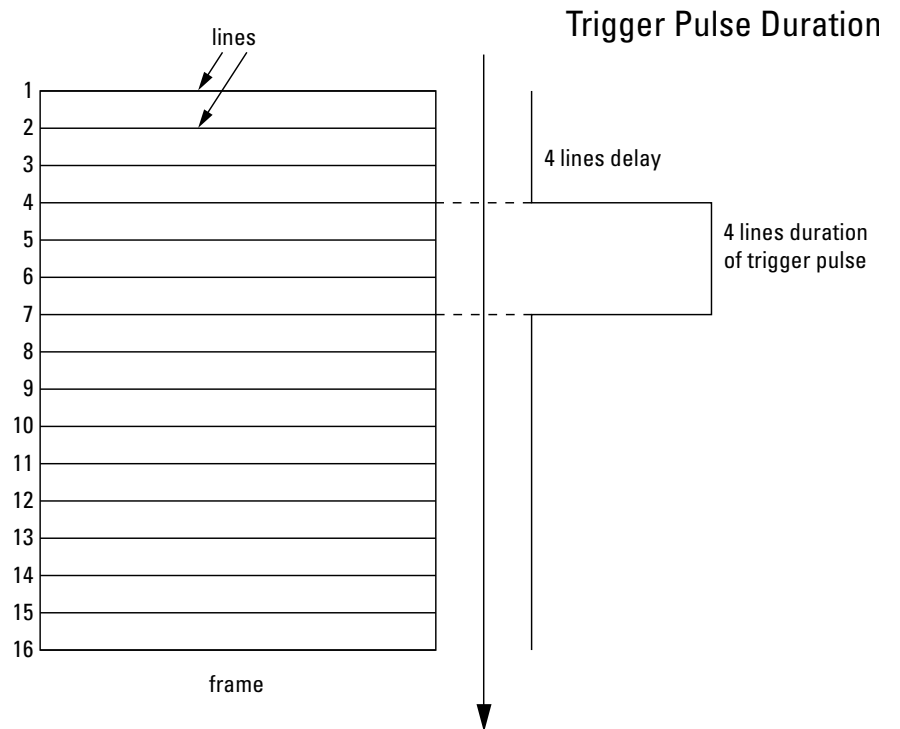 Trigger Pulse Duration
lines
1
2
3
4
5
6
7
8
9
10
11
12
13
14
15
16
4 lines delay
4 lines duration
of trigger pulse
frame